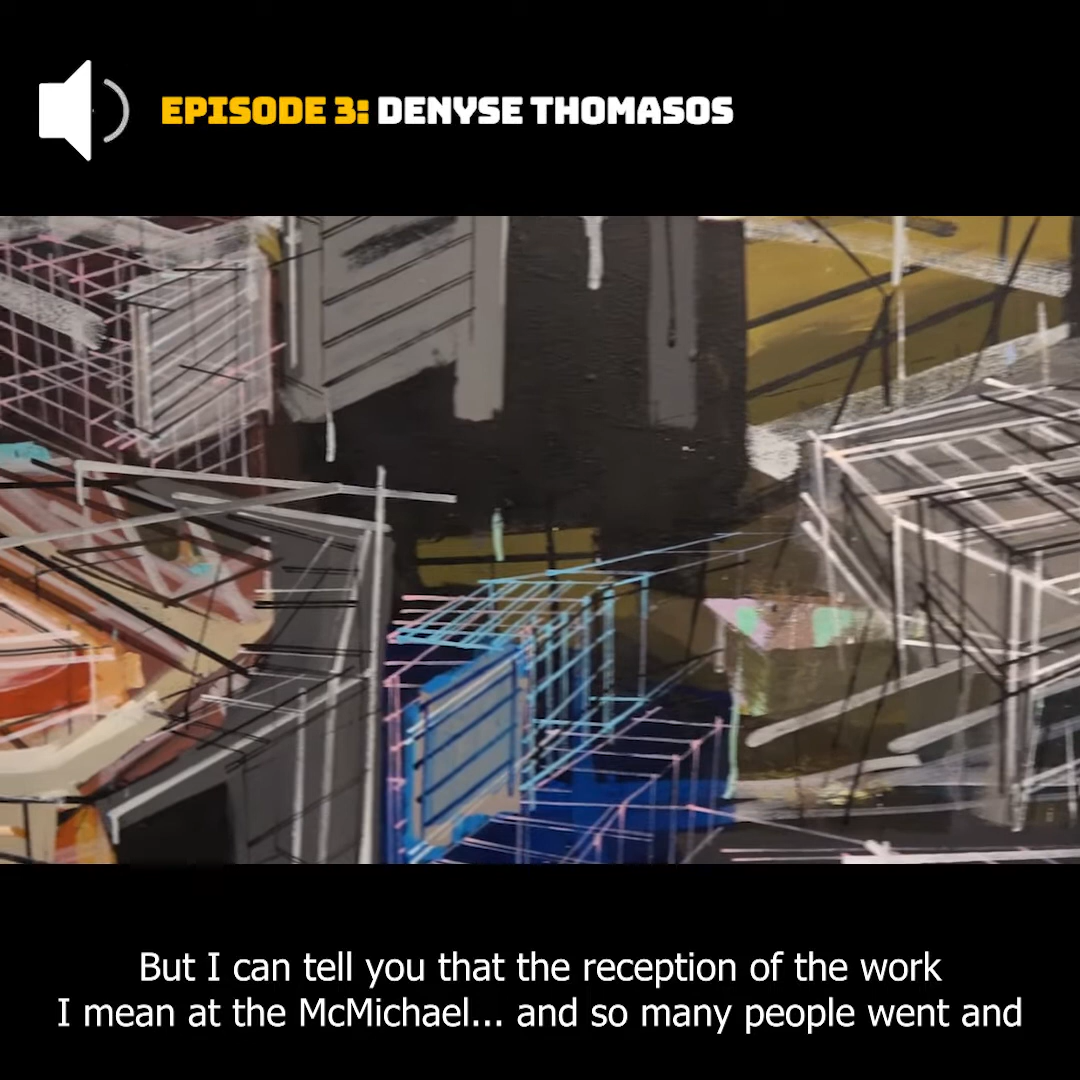 EPISODE 3: DENYSE THOMASOS
But I can tell you that the reception of the work
I mean at the McMichael... and so many people went and